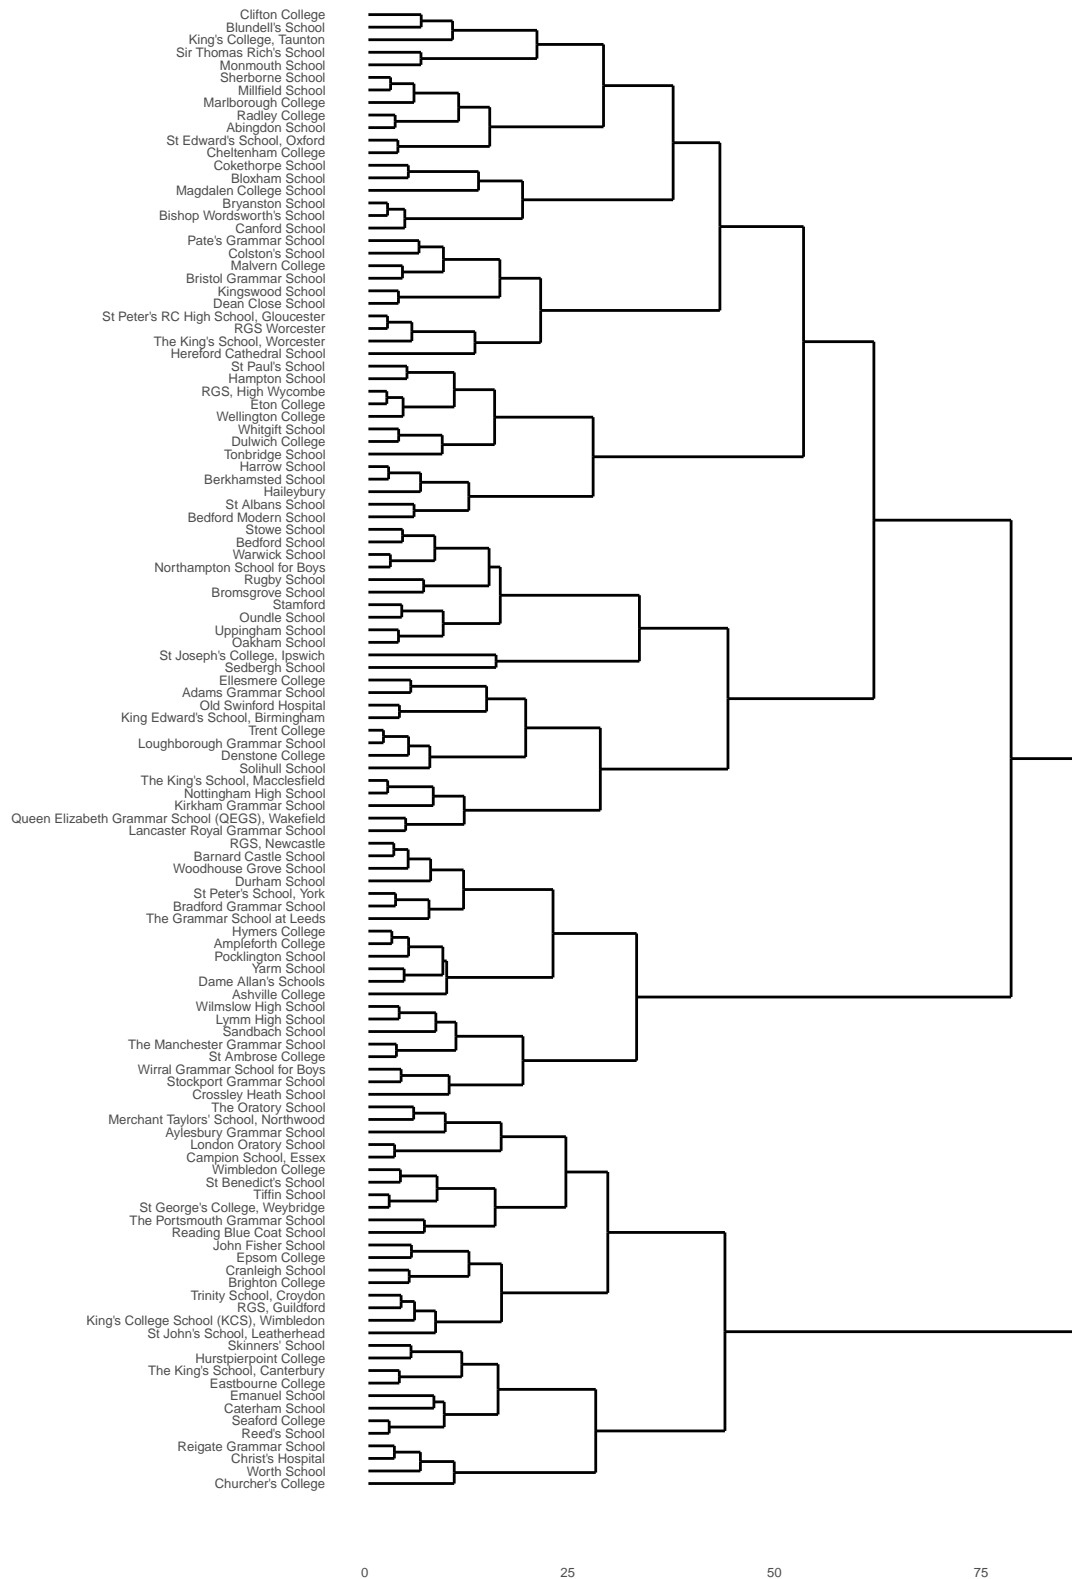 Clifton College
Blundell's School
King's College, Taunton
Sir Thomas Rich's School
Monmouth School
Sherborne School
Millfield School
Marlborough College
Radley College
Abingdon School
St Edward's School, Oxford
Cheltenham College
Cokethorpe School
Bloxham School
Magdalen College School
Bryanston School
Bishop Wordsworth's School
Canford School
Pate's Grammar School
Colston's School
Malvern College
Bristol Grammar School
Kingswood School
Dean Close School
St Peter's RC High School, Gloucester
RGS Worcester
The King's School, Worcester
Hereford Cathedral School
St Paul's School
Hampton School
RGS, High Wycombe
Eton College
Wellington College
Whitgift School
Dulwich College
Tonbridge School
Harrow School
Berkhamsted School
Haileybury
St Albans School
Bedford Modern School
Stowe School
Bedford School
Warwick School
Northampton School for Boys
Rugby School
Bromsgrove School
Stamford
Oundle School
Uppingham School
Oakham School
St Joseph's College, Ipswich
Sedbergh School
Ellesmere College
Adams Grammar School
Old Swinford Hospital
King Edward's School, Birmingham
Trent College
Loughborough Grammar School
Denstone College
Solihull School
The King's School, Macclesfield
Nottingham High School
Kirkham Grammar School
Queen Elizabeth Grammar School (QEGS), Wakefield
Lancaster Royal Grammar School
RGS, Newcastle
Barnard Castle School
Woodhouse Grove School
Durham School
St Peter's School, York
Bradford Grammar School
The Grammar School at Leeds
Hymers College
Ampleforth College
Pocklington School
Yarm School
Dame Allan's Schools
Ashville College
Wilmslow High School
Lymm High School
Sandbach School
The Manchester Grammar School
St Ambrose College
Wirral Grammar School for Boys
Stockport Grammar School
Crossley Heath School
The Oratory School
Merchant Taylors' School, Northwood
Aylesbury Grammar School
London Oratory School
Campion School, Essex
Wimbledon College
St Benedict's School
Tiffin School
St George's College, Weybridge
The Portsmouth Grammar School
Reading Blue Coat School
John Fisher School
Epsom College
Cranleigh School
Brighton College
Trinity School, Croydon
RGS, Guildford
King's College School (KCS), Wimbledon
St John's School, Leatherhead
Skinners' School
Hurstpierpoint College
The King's School, Canterbury
Eastbourne College
Emanuel School
Caterham School
Seaford College
Reed's School
Reigate Grammar School
Christ's Hospital
Worth School
Churcher's College
0 25 50 75